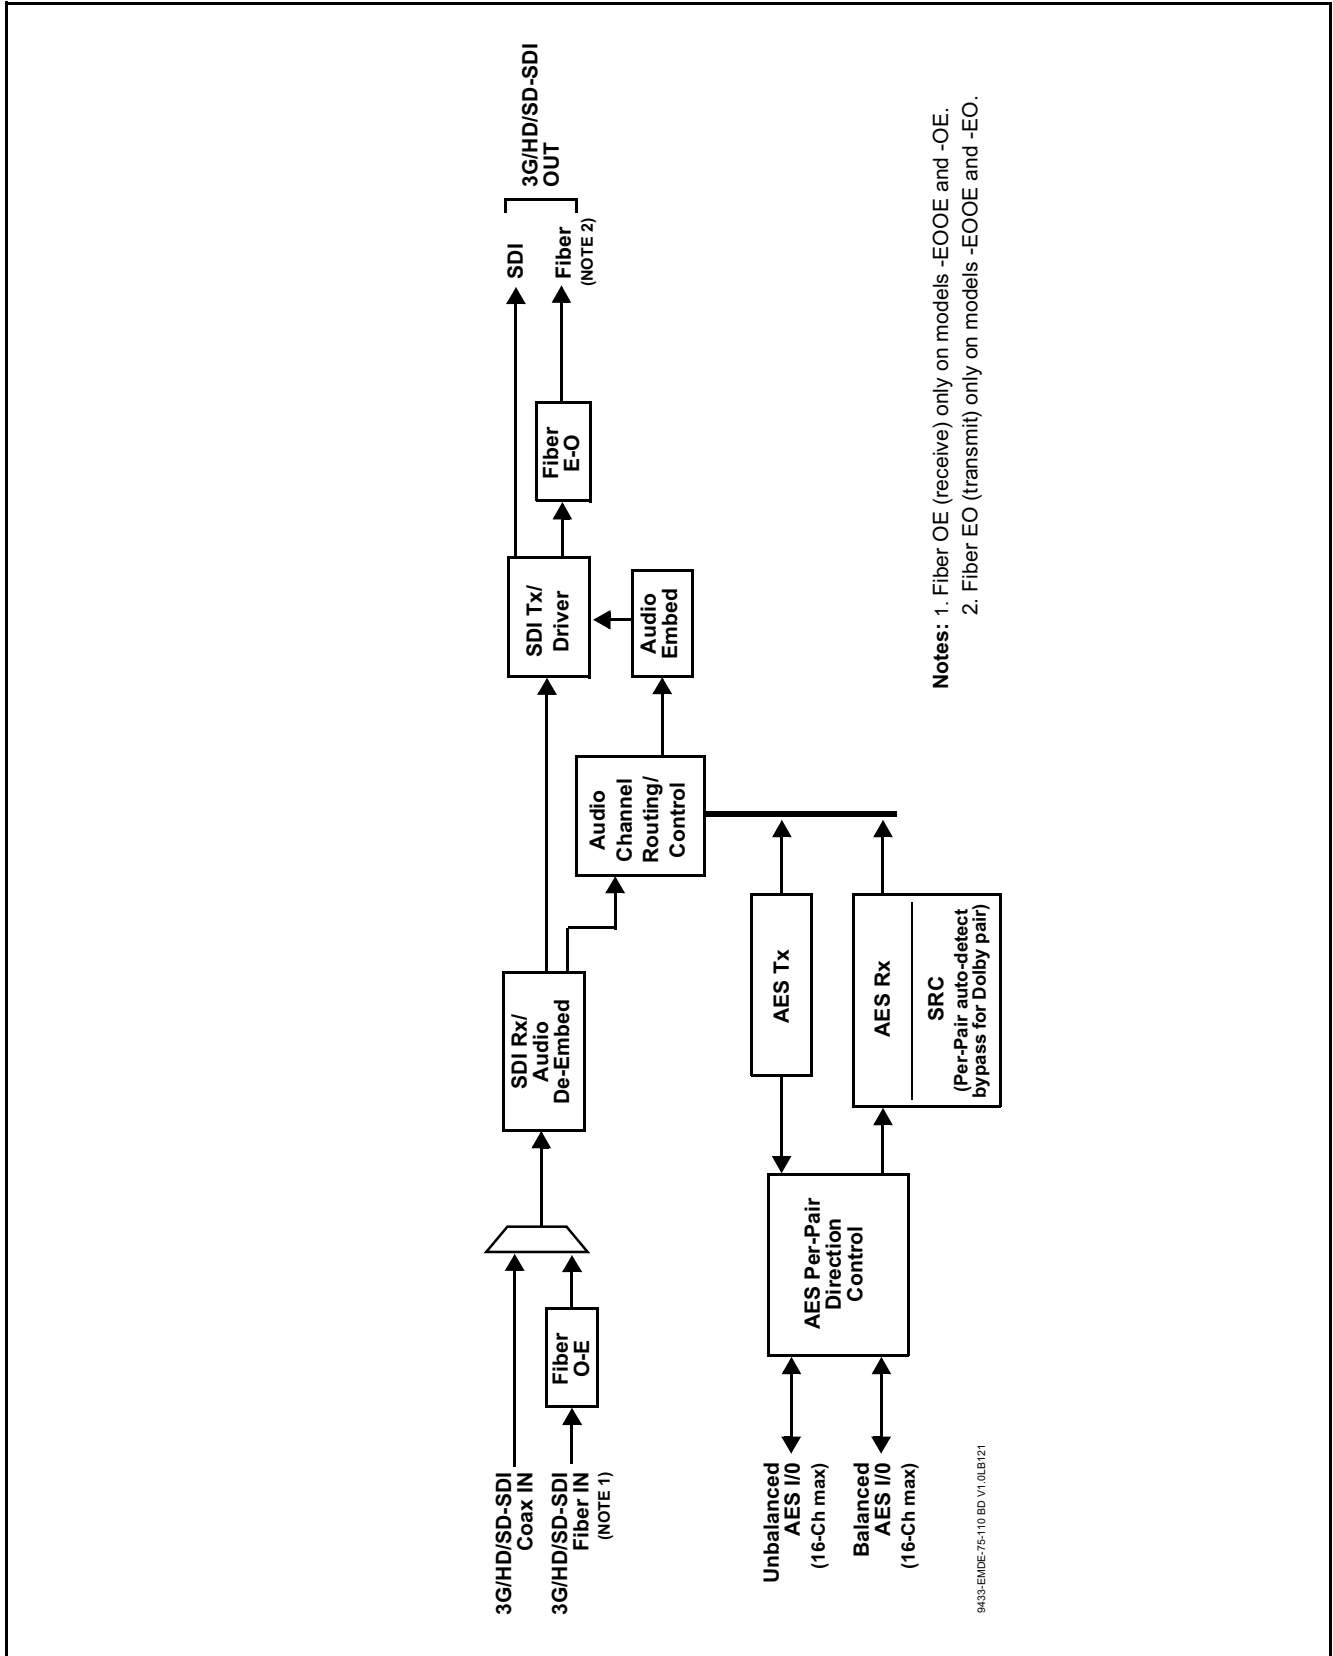 3G/HD/SD-SDI
Coax IN
3G/HD/SD-SDI
Fiber IN
(NOTE 1)
Fiber
O-E
SDI Rx/
Audio
De-Embed
SDI Tx/
Driver
Fiber
E-O
SDI
Fiber
(NOTE 2)
3G/HD/SD-SDI
OUT
Audio
Channel
Routing/
Control
Audio
Embed
Unbalanced
AES I/0
(16-Ch max)
Balanced
AES I/0
(16-Ch max)
AES Per-Pair
Direction
Control
AES Tx
AES Rx
SRC
(Per-Pair auto-detect
bypass for Dolby pair)
Notes: 1. Fiber OE (receive) only on models -EOOE and -OE.
2. Fiber EO (transmit) only on models -EOOE and -EO.
9433-EMDE-75-110 BD V1.0LB121